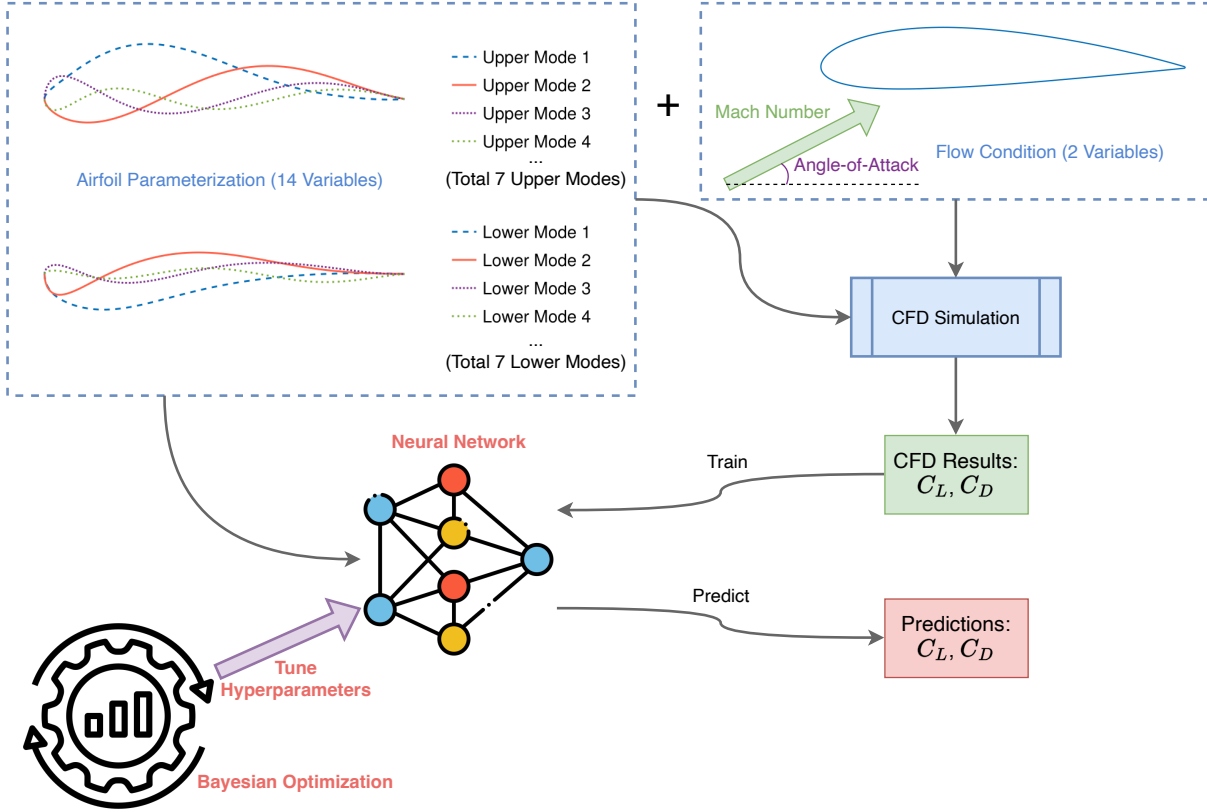 Upper Mode 1
Upper Mode 2
Upper Mode 3
Upper Mode 4
...
(Total 7 Upper Modes)
Airfoil Parameterization (14 Variables)
Lower Mode 1
Lower Mode 2
Lower Mode 3
Lower Mode 4
...
(Total 7 Lower Modes)
+
Mach Number
Angle-of-Attack
Flow Condition (2 Variables)
CFD Simulation
Neural Network
Train
CFD Results:
C_L, C_D
Predict
Predictions:
C_L, C_D
Tune
Hyperparameters
Bayesian Optimization